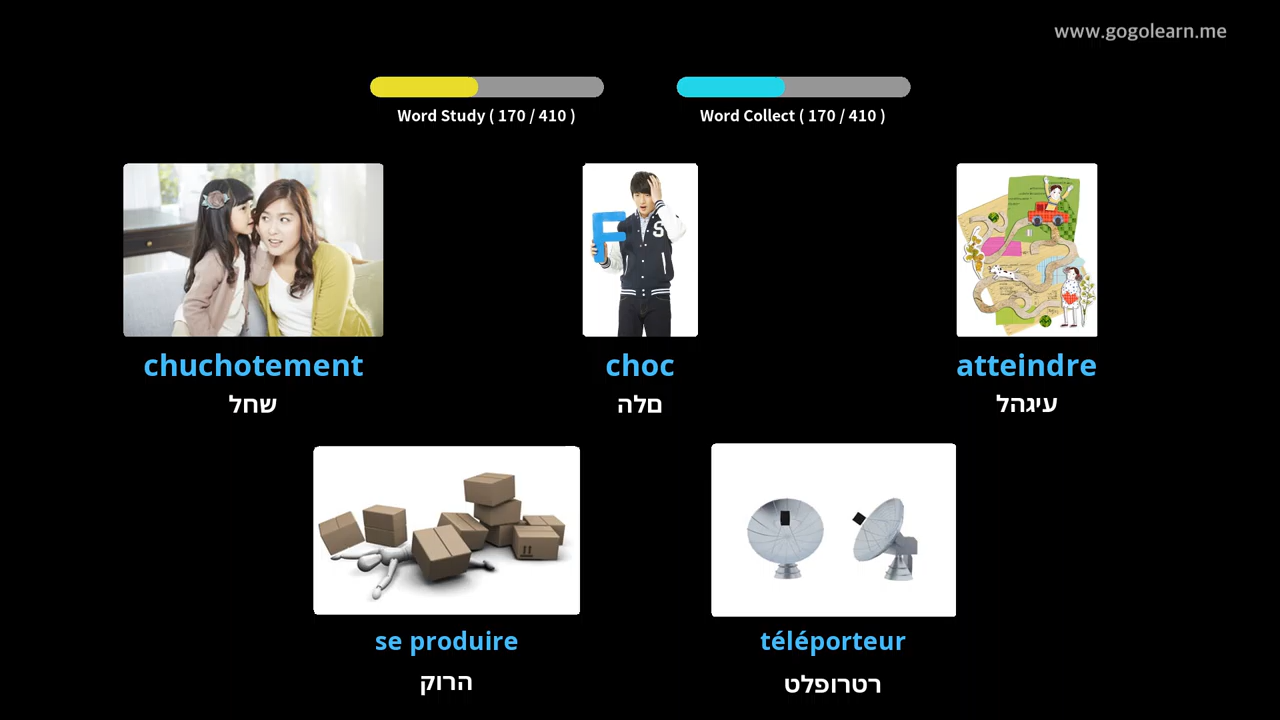 www.gogolearn.me
Word Study ( 170 / 410 )
Word Collect ( 170 / 410 )
F
S
chuchotement
שחל
choc
םלה
atteindre
עיגהל
se produire
הרוק
téléporteur
רטרופלט